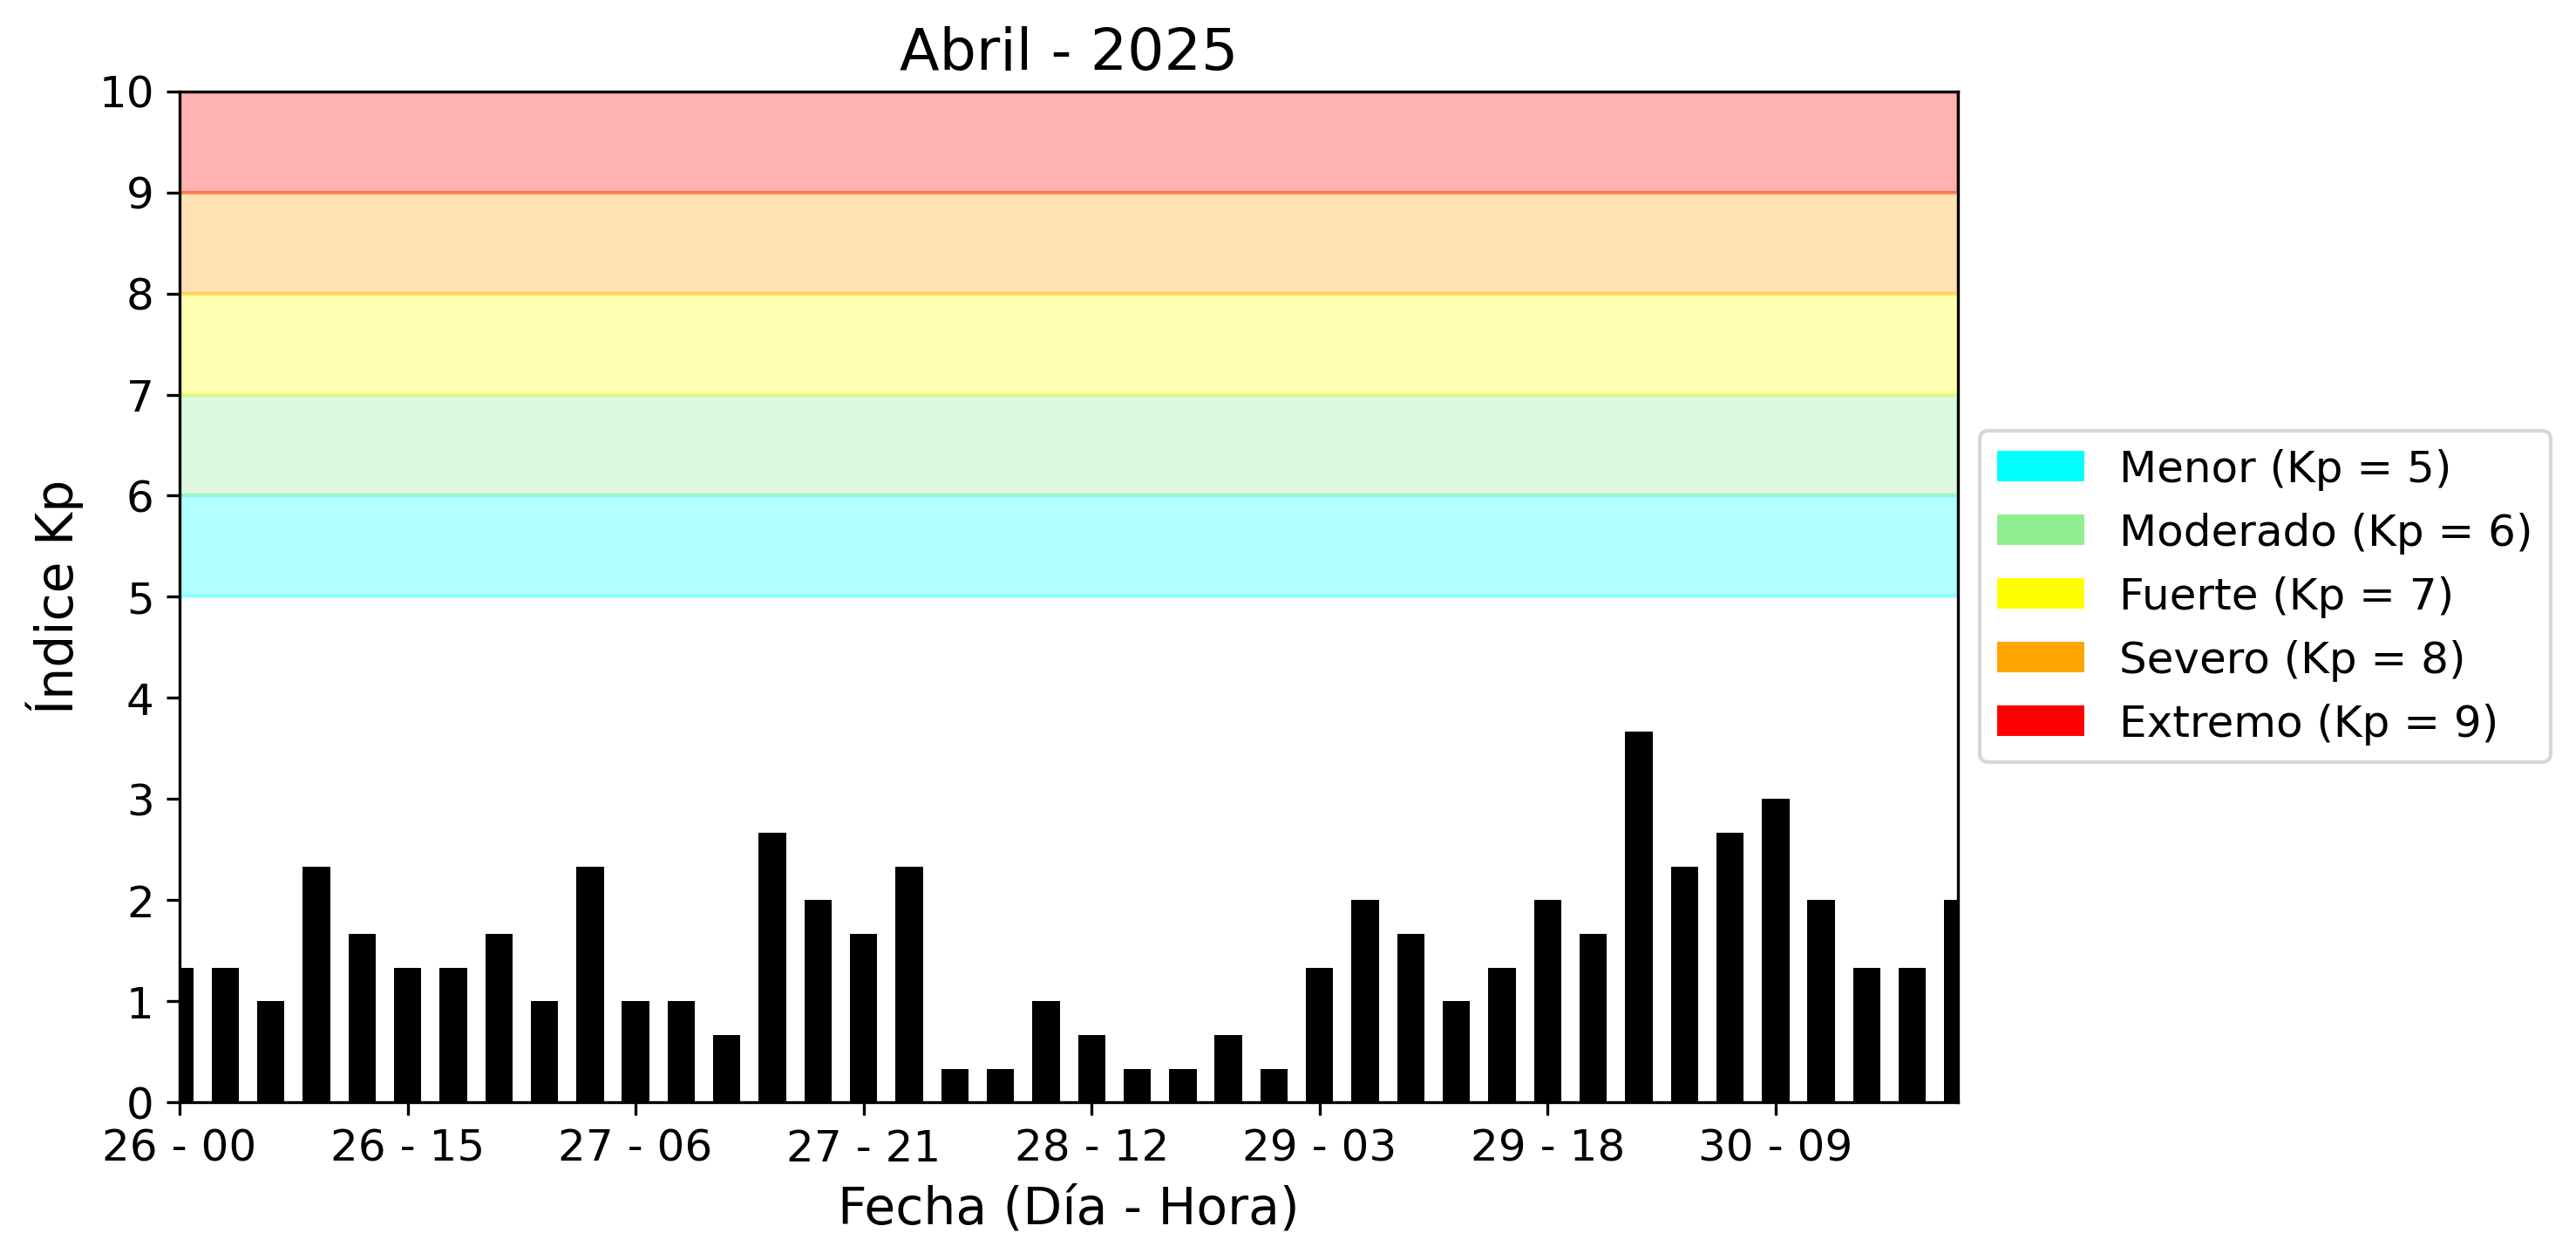 Abril - 2025
10
9
8
7
6
5
4
3
2
1
0
Índice Kp
26 - 00
26 - 15
27 - 06
27 - 21
28 - 12
29 - 03
29 - 18
30 - 09
Fecha (Día - Hora)
Menor (Kp = 5)
Moderado (Kp = 6)
Fuerte (Kp = 7)
Severo (Kp = 8)
Extremo (Kp = 9)